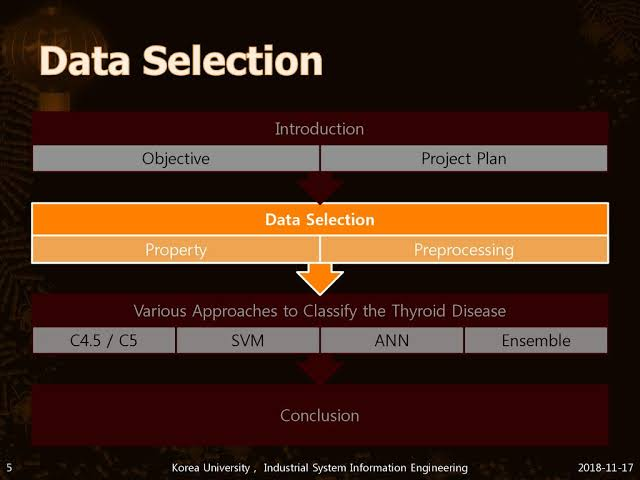 Data Selection
Introduction
Objective
Project Plan
Data Selection
Property
Preprocessing
Various Approaches to Classify the Thyroid Disease
C4.5 / C5
SVM
ANN
Ensemble
Conclusion
5
Korea University , Industrial System Information Engineering
2018-11-17